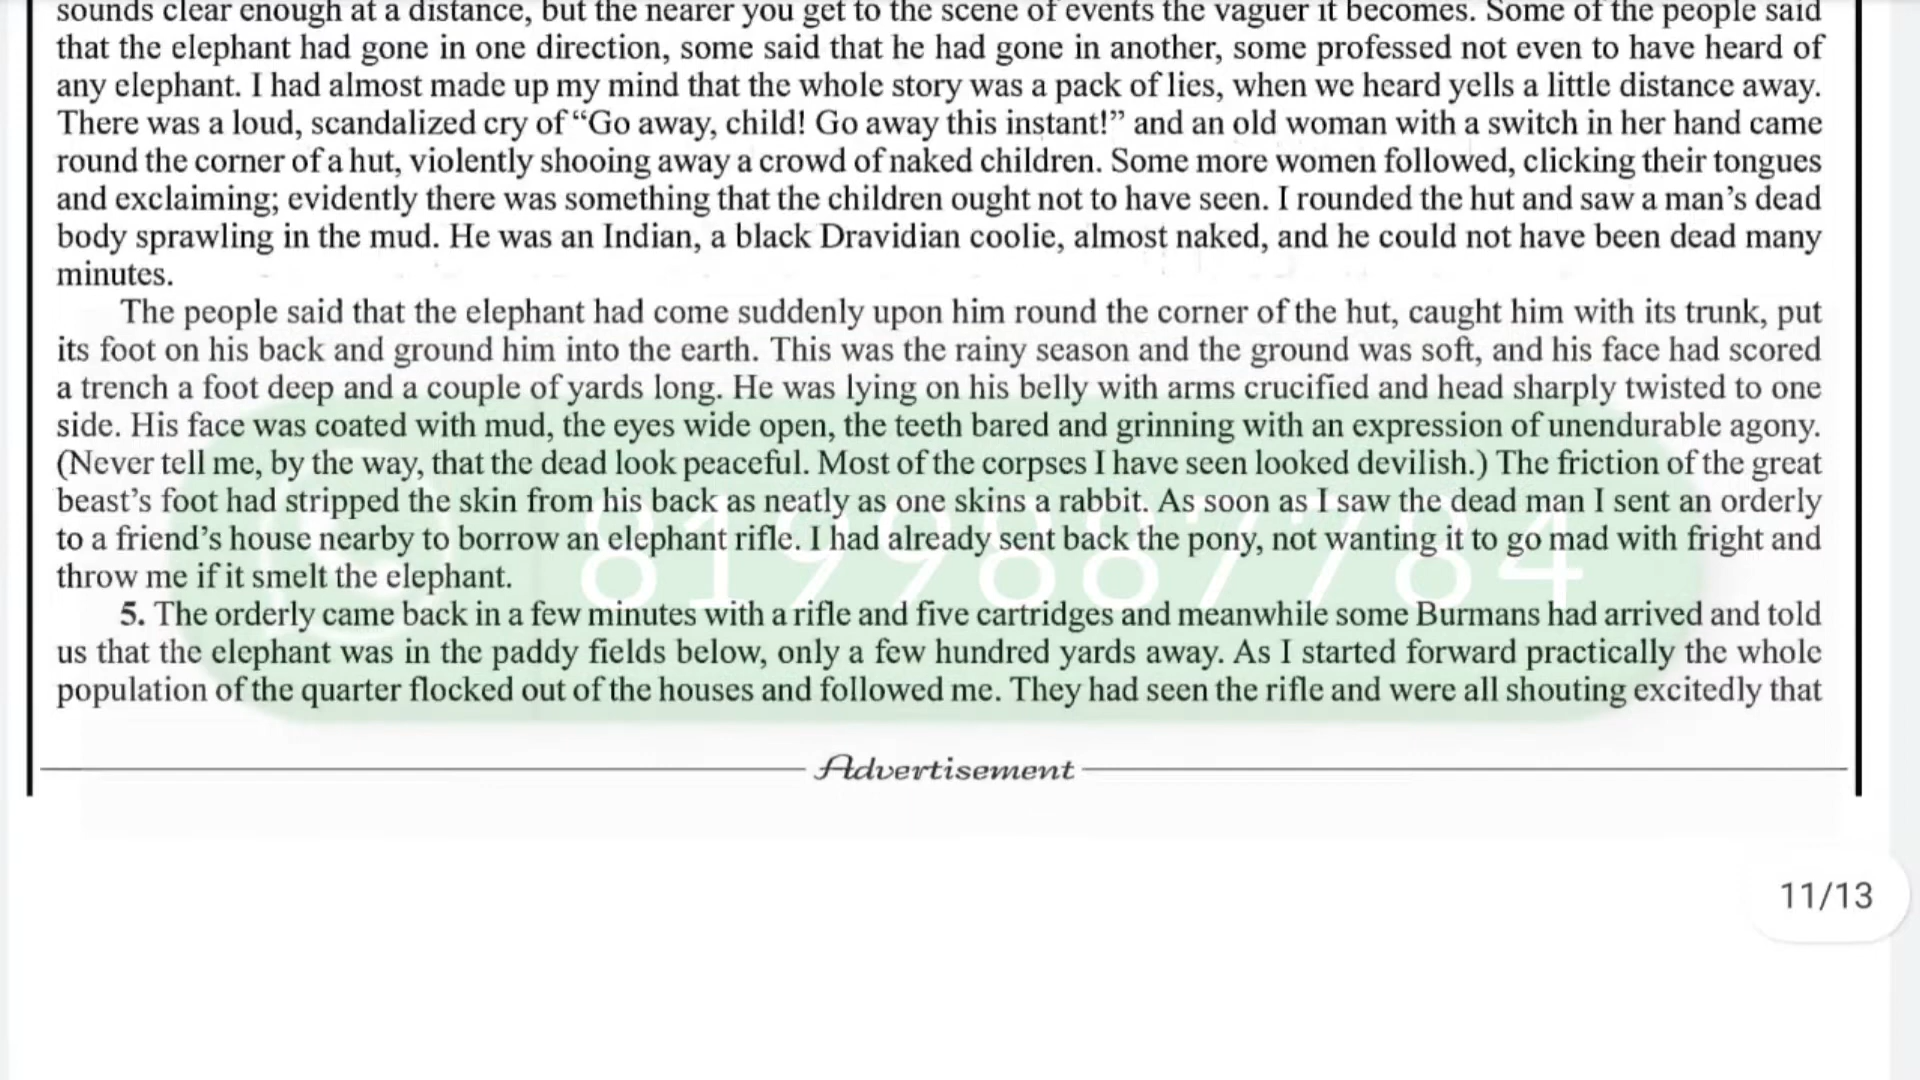 sounds clear enough at a distance, but the nearer you get to the scene of events the vaguer it becomes. Some of the people said
that the elephant had gone in one direction, some said that he had gone in another, some professed not even to have heard of
any elephant. I had almost made up my mind that the whole story was a pack of lies, when we heard yells a little distance away.
There was a loud, scandalized cry of “Go away, child! Go away this instant!” and an old woman with a switch in her hand came
round the corner of a hut, violently shooing away a crowd of naked children. Some more women followed, clicking their tongues
and exclaiming; evidently there was something that the children ought not to have seen. I rounded the hut and saw a man’s dead
body sprawling in the mud. He was an Indian, a black Dravidian coolie, almost naked, and he could not have been dead many
minutes.
The people said that the elephant had come suddenly upon him round the corner of the hut, caught him with its trunk, put
its foot on his back and ground him into the earth. This was the rainy season and the ground was soft, and his face had scored
a trench a foot deep and a couple of yards long. He was lying on his belly with arms crucified and head sharply twisted to one
side. His face was coated with mud, the eyes wide open, the teeth bared and grinning with an expression of unendurable agony.
(Never tell me, by the way, that the dead look peaceful. Most of the corpses I have seen looked devilish.) The friction of the great
beast’s foot had stripped the skin from his back as neatly as one skins a rabbit. As soon as I saw the dead man I sent an orderly
to a friend’s house nearby to borrow an elephant rifle. I had already sent back the pony, not wanting it to go mad with fright and
throw me if it smelt the elephant.
8199887784
5. The orderly came back in a few minutes with a rifle and five cartridges and meanwhile some Burmans had arrived and told
us that the elephant was in the paddy fields below, only a few hundred yards away. As I started forward practically the whole
population of the quarter flocked out of the houses and followed me. They had seen the rifle and were all shouting excitedly that
Advertisement
11/13